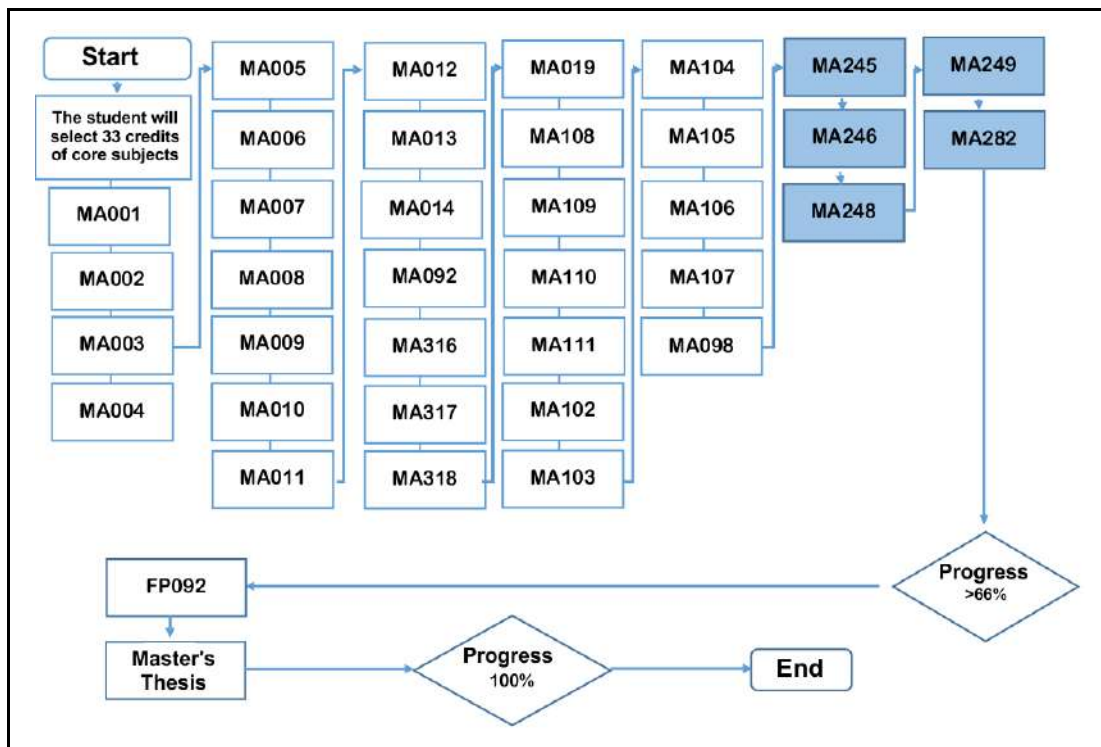 Start
The student will
select 33 credits
of core subjects
MA001
MA002
MA003
MA004
MA005
MA006
MA007
MA008
MA009
MA010
MA011
MA012
MA013
MA014
MA092
MA316
MA317
MA318
MA019
MA108
MA109
MA110
MA111
MA102
MA103
MA104
MA105
MA106
MA107
MA098
MA245
MA246
MA248
MA249
MA282
Progress
>66%
FP092
Master's
Thesis
Progress
100%
End